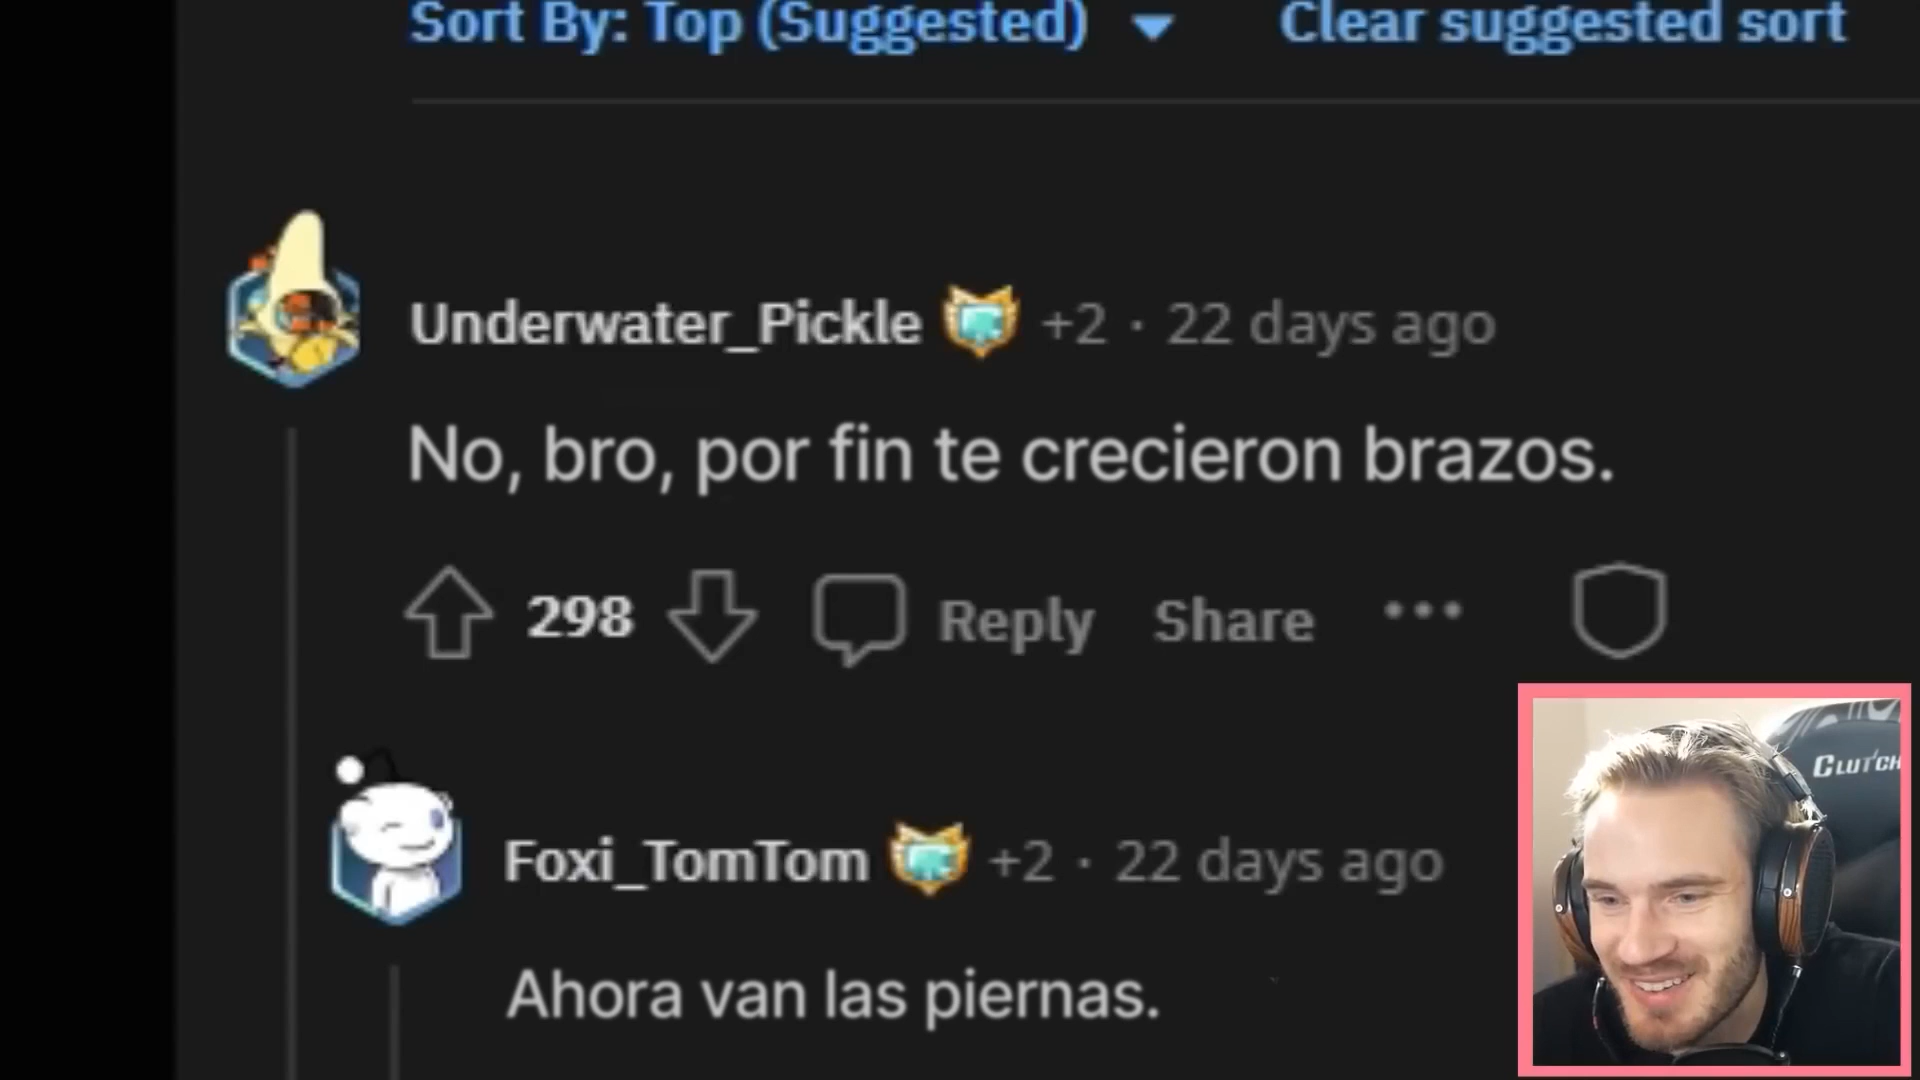 Sort By: Top (Suggested) Clear suggested sort
Underwater_Pickle +2 · 22 days ago
No, bro, por fin te crecieron brazos.
298 Reply Share
Foxi_TomTom +2 · 22 days ago
Ahora van las piernas.
CLUTCH